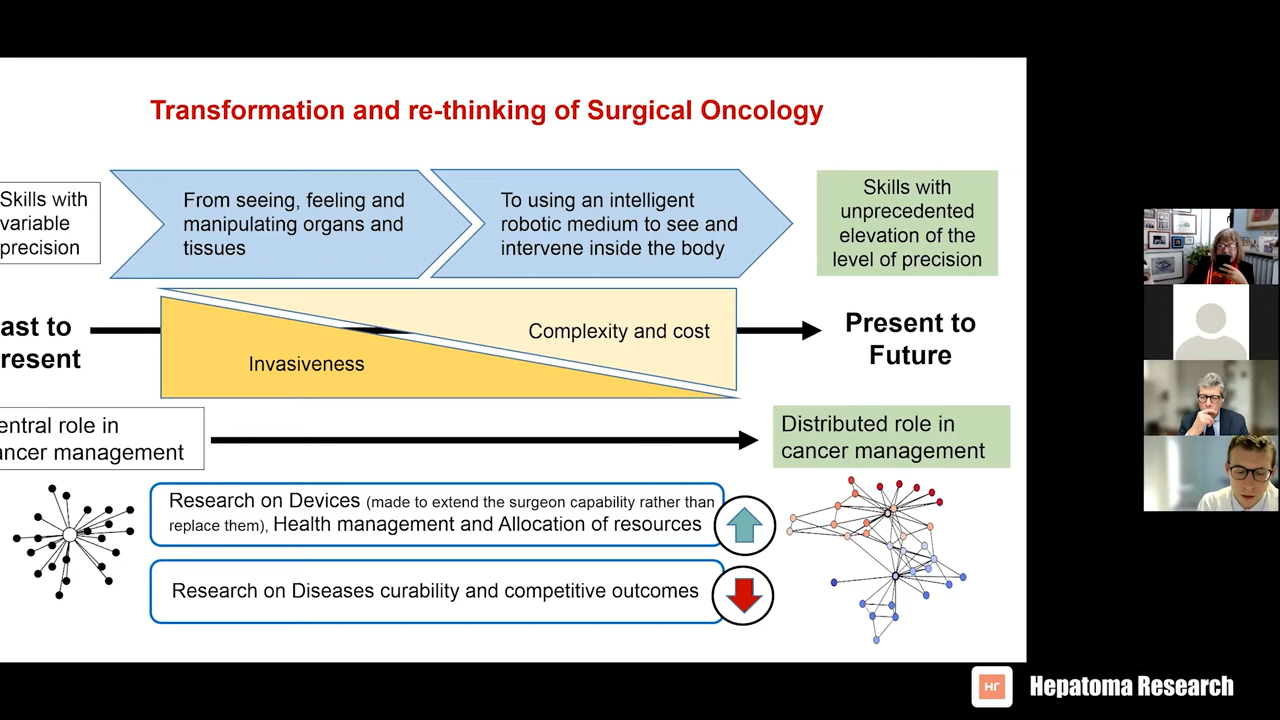 Transformation and re-thinking of Surgical Oncology
Skills with
variable
precision
From seeing, feeling and
manipulating organs and
tissues
To using an intelligent
robotic medium to see and
intervene inside the body
Skills with
unprecedented
elevation of the
level of precision
ast to
resent
Invasiveness
Complexity and cost
Present to
Future
entral role in
ancer management
Distributed role in
cancer management
Research on Devices (made to extend the surgeon capability rather than
replace them), Health management and Allocation of resources
Research on Diseases curability and competitive outcomes
Hr Hepatoma Research